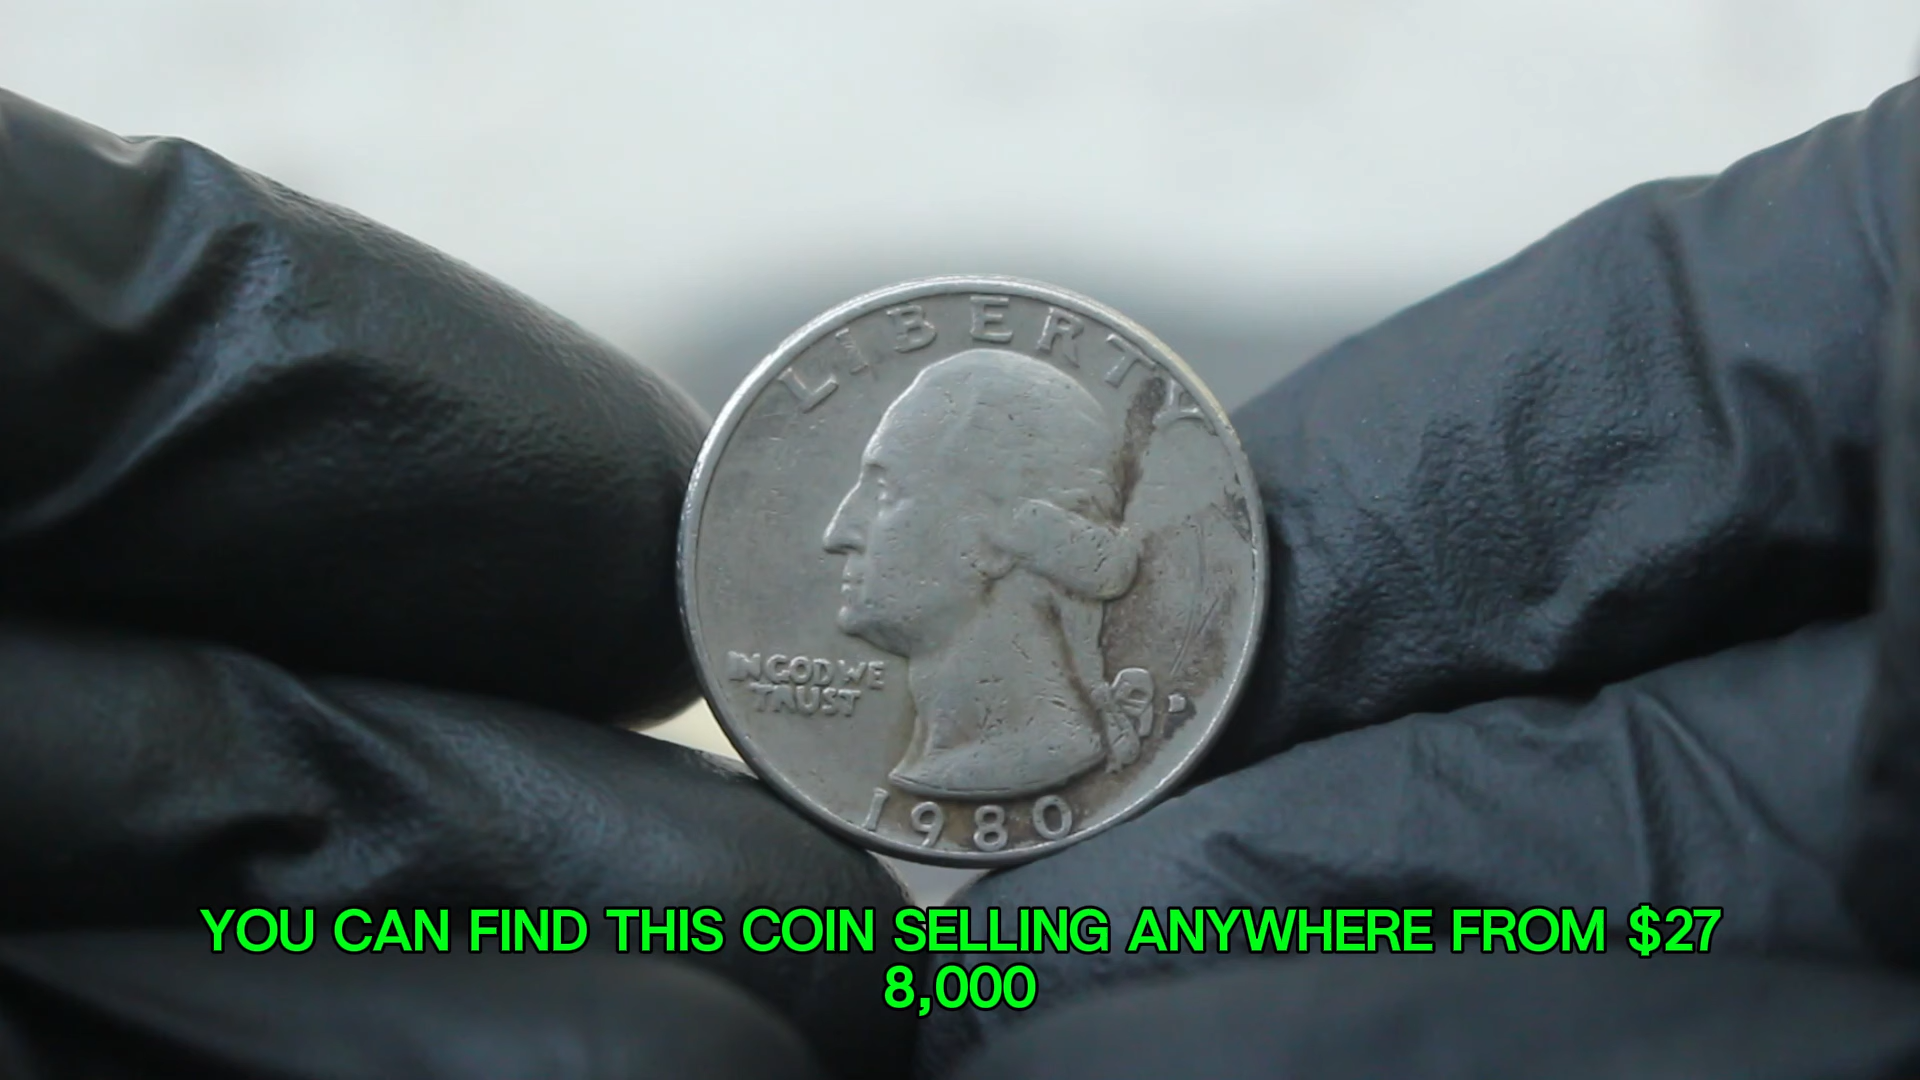 LIBERTY
IN GOD WE
TRUST
1980
YOU CAN FIND THIS COIN SELLING ANYWHERE FROM $27
8,000